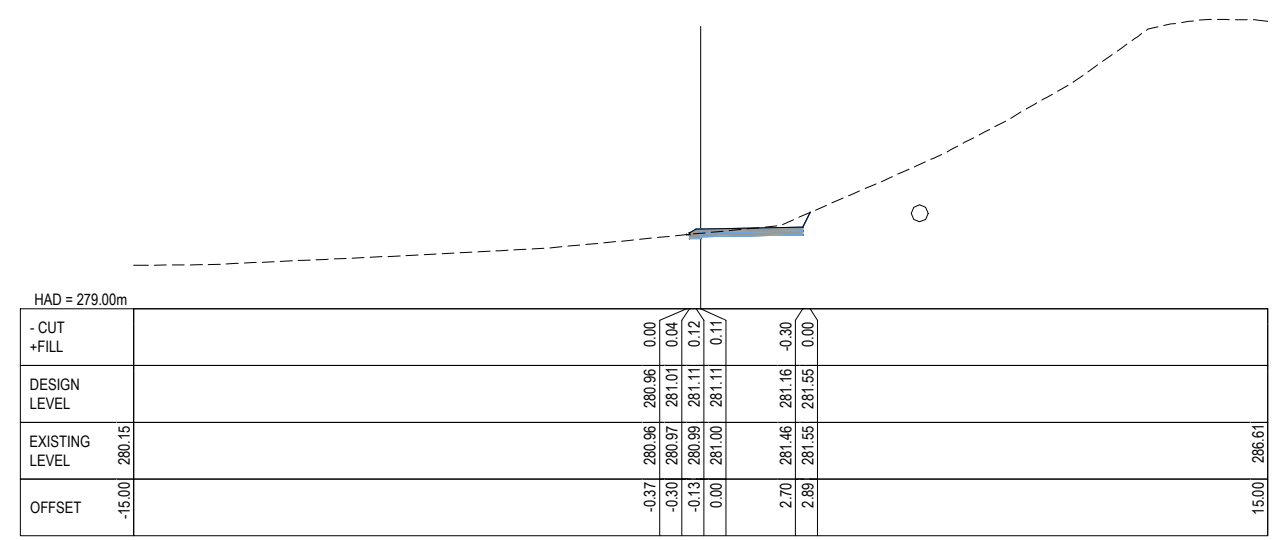 HAD = 279.00m
- CUT
+FILL
0.00 0.04 0.12 0.11 -0.30 0.00
DESIGN
LEVEL
280.96 281.01 281.11 281.11 281.16 281.55
EXISTING
LEVEL
280.15 280.96 280.97 280.99 281.00 281.46 281.55 286.61
OFFSET
-15.00 -0.37 -0.30 -0.13 0.00 2.70 2.89 15.00